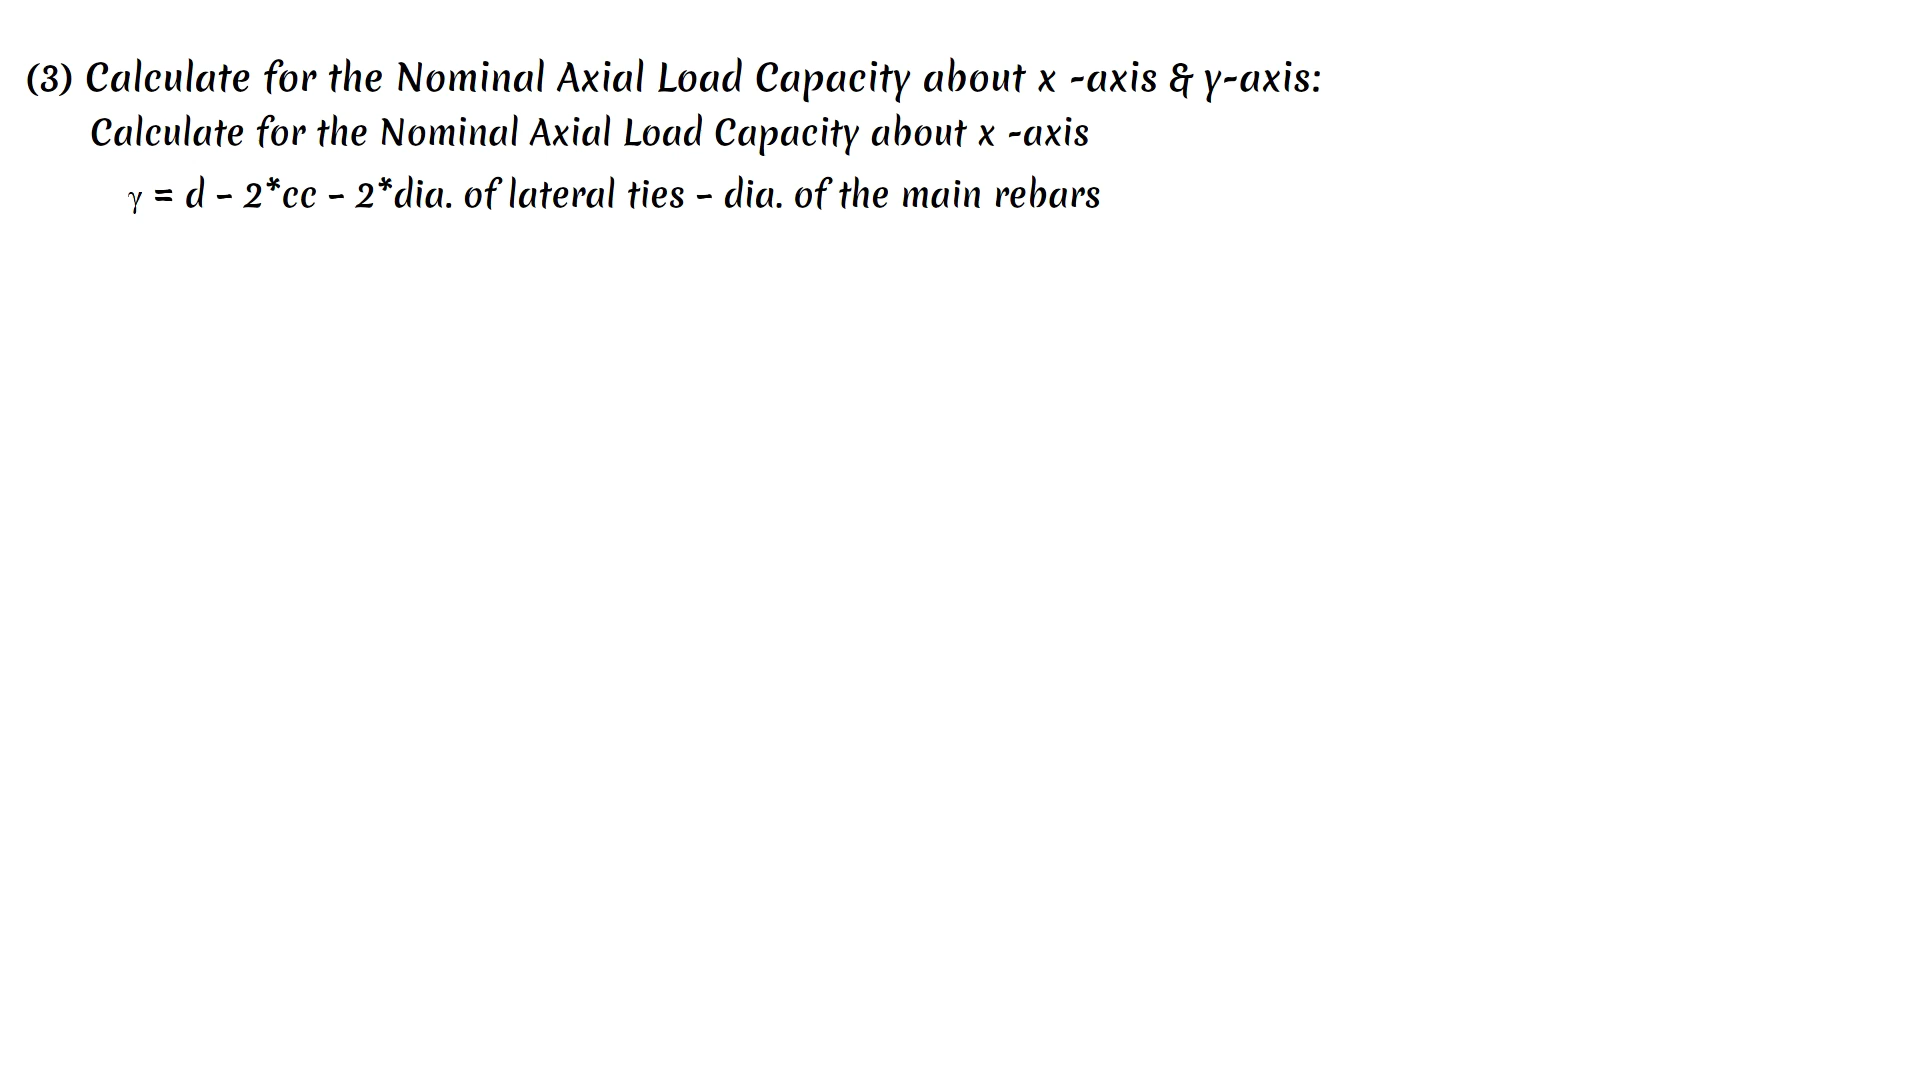 (3) Calculate for the Nominal Axial Load Capacity about x -axis & y-axis:
Calculate for the Nominal Axial Load Capacity about x -axis
γ = d – 2*cc – 2*dia. of lateral ties – dia. of the main rebars